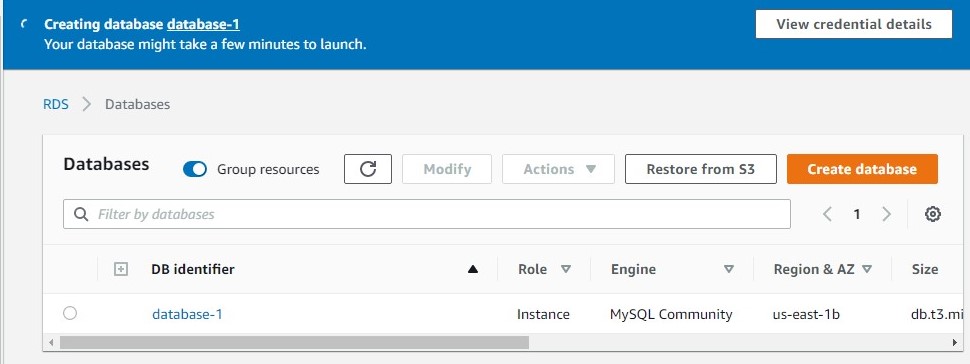 Creating database database-1
View credential details
Your database might take a few minutes to launch.
RDS > Databases
Databases Group resources Modify Actions Restore from S3 Create database
Filter by databases 1
DB identifier Role Engine Region & AZ Size
database-1 Instance MySQL Community us-east-1b db.t3.mi